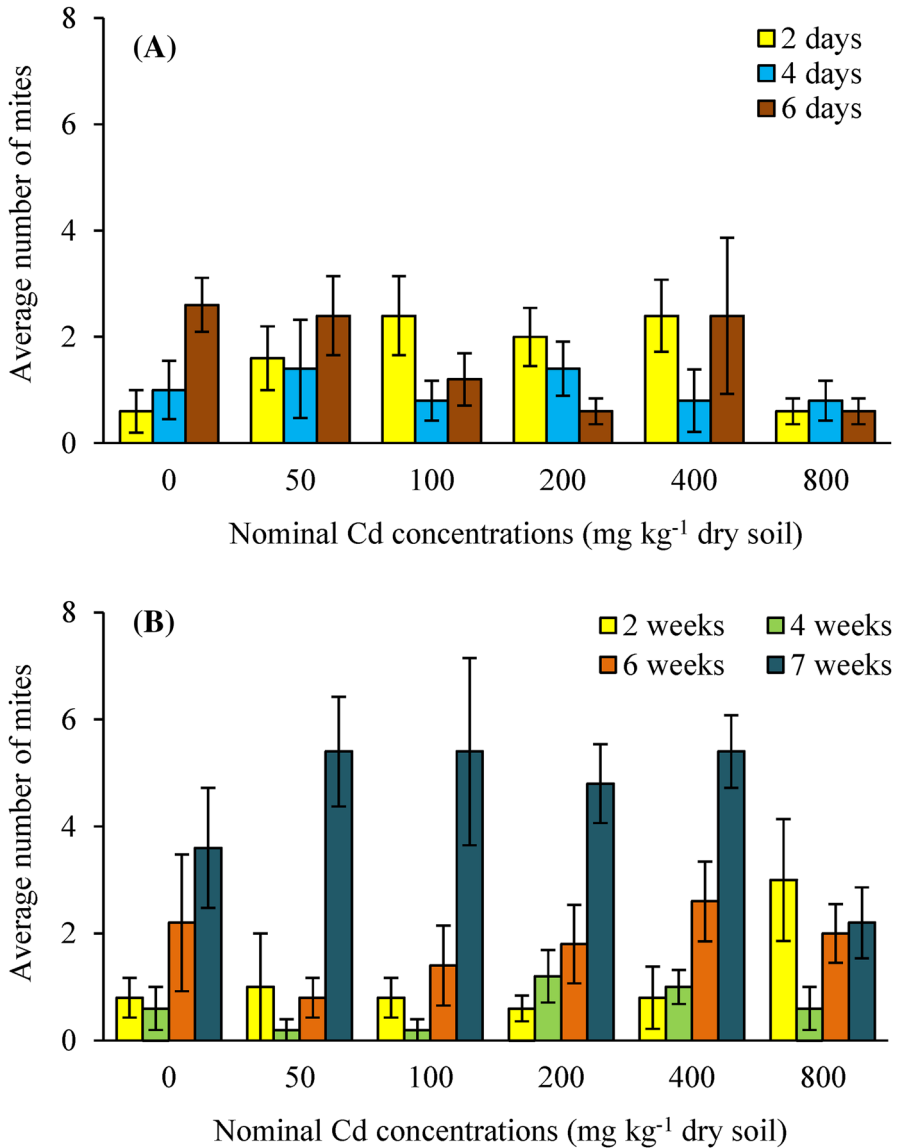 (A)
2 days
4 days
6 days
8
6
4
2
0
Average number of mites
0 50 100 200 400 800
Nominal Cd concentrations (mg kg⁻¹ dry soil)
(B)
2 weeks 4 weeks
6 weeks 7 weeks
8
6
4
2
0
Average number of mites
0 50 100 200 400 800
Nominal Cd concentrations (mg kg⁻¹ dry soil)